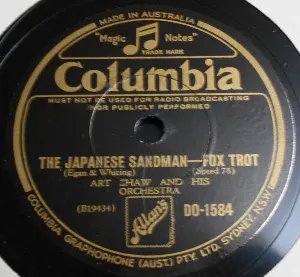 MADE IN AUSTRALIA
"Magic Notes"
TRADE MARK
Columbia
MUST NOT BE USED FOR RADIO BROADCASTING
NOR PUBLICLY PERFORMED
THE JAPANESE SANDMAN—FOX TROT
(Egan & Whiting) (Speed 78)
ART SHAW AND HIS
ORCHESTRA
(B19434) Allan's DO-1584
COLUMBIA GRAPHOPHONE (AUST.) PTY. LTD. SYDNEY. N.S.W.